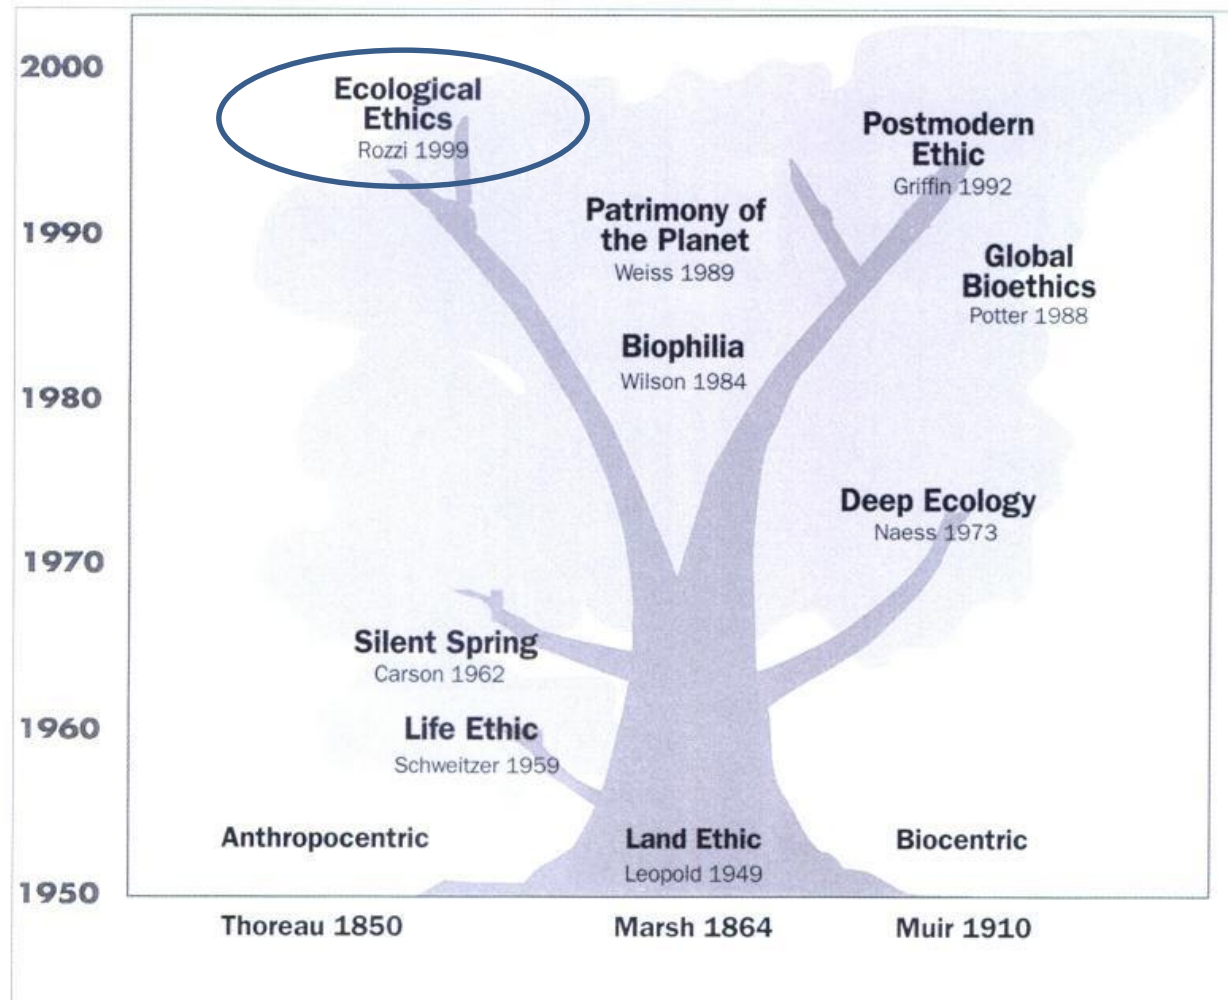 2000
Ecological
Ethics
Rozzi 1999
Postmodern
Ethic
Griffin 1992
Patrimony of
the Planet
Weiss 1989
1990
Global
Bioethics
Potter 1988
Biophilia
Wilson 1984
1980
Deep Ecology
Naess 1973
1970
Silent Spring
Carson 1962
1960
Life Ethic
Schweitzer 1959
Anthropocentric
Land Ethic
Leopold 1949
Biocentric
1950
Thoreau 1850
Marsh 1864
Muir 1910